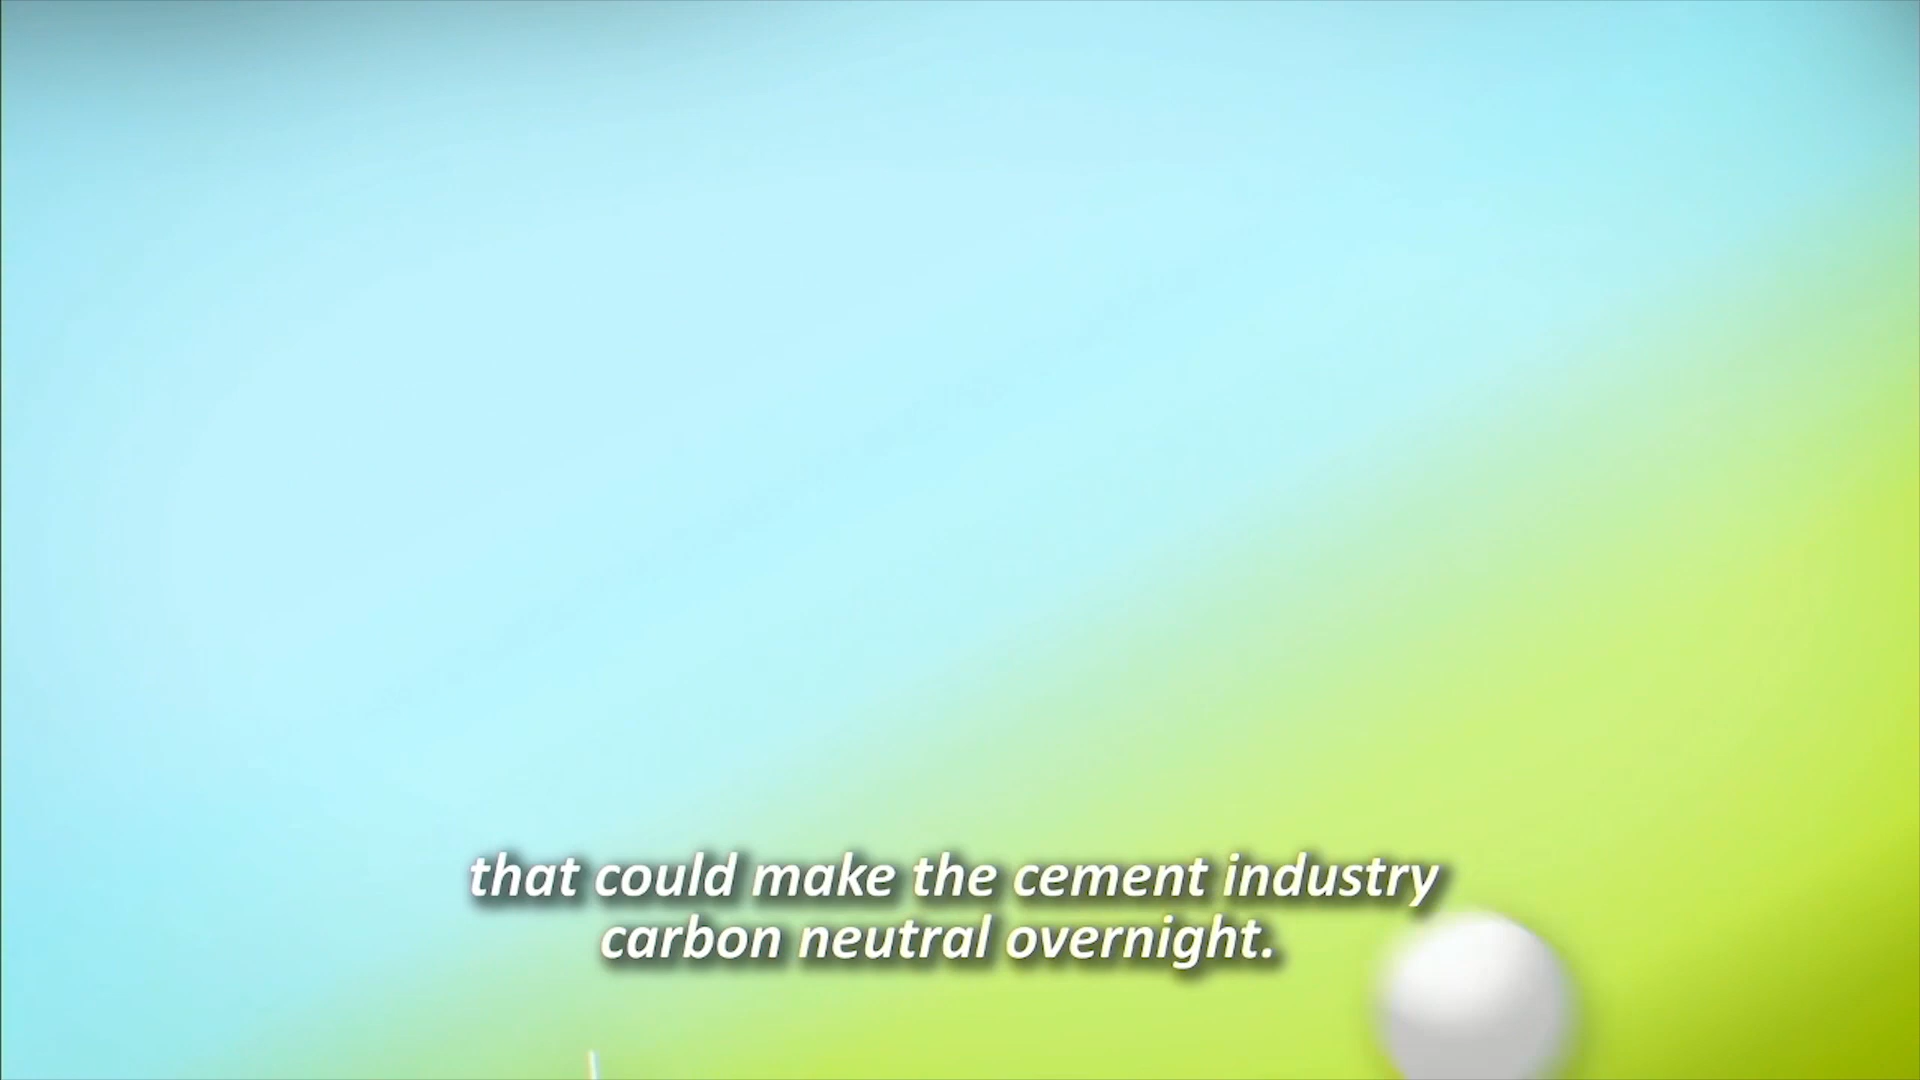 that could make the cement industry
carbon neutral overnight.